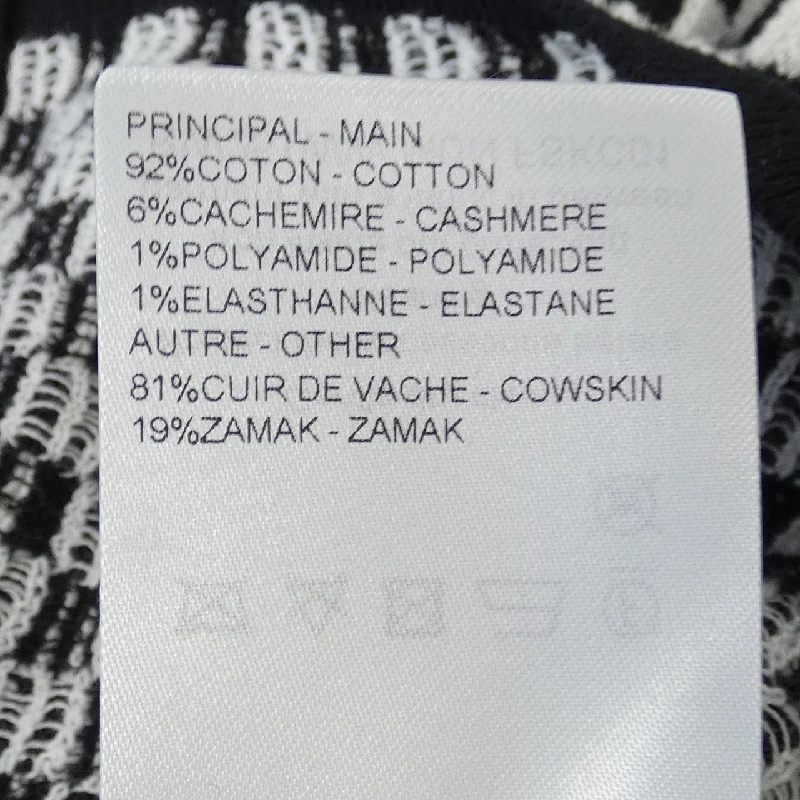 PRINCIPAL - MAIN
92%COTON - COTTON
6%CACHEMIRE - CASHMERE
1%POLYAMIDE - POLYAMIDE
1%ELASTHANNE - ELASTANE
AUTRE - OTHER
81%CUIR DE VACHE - COWSKIN
19%ZAMAK - ZAMAK